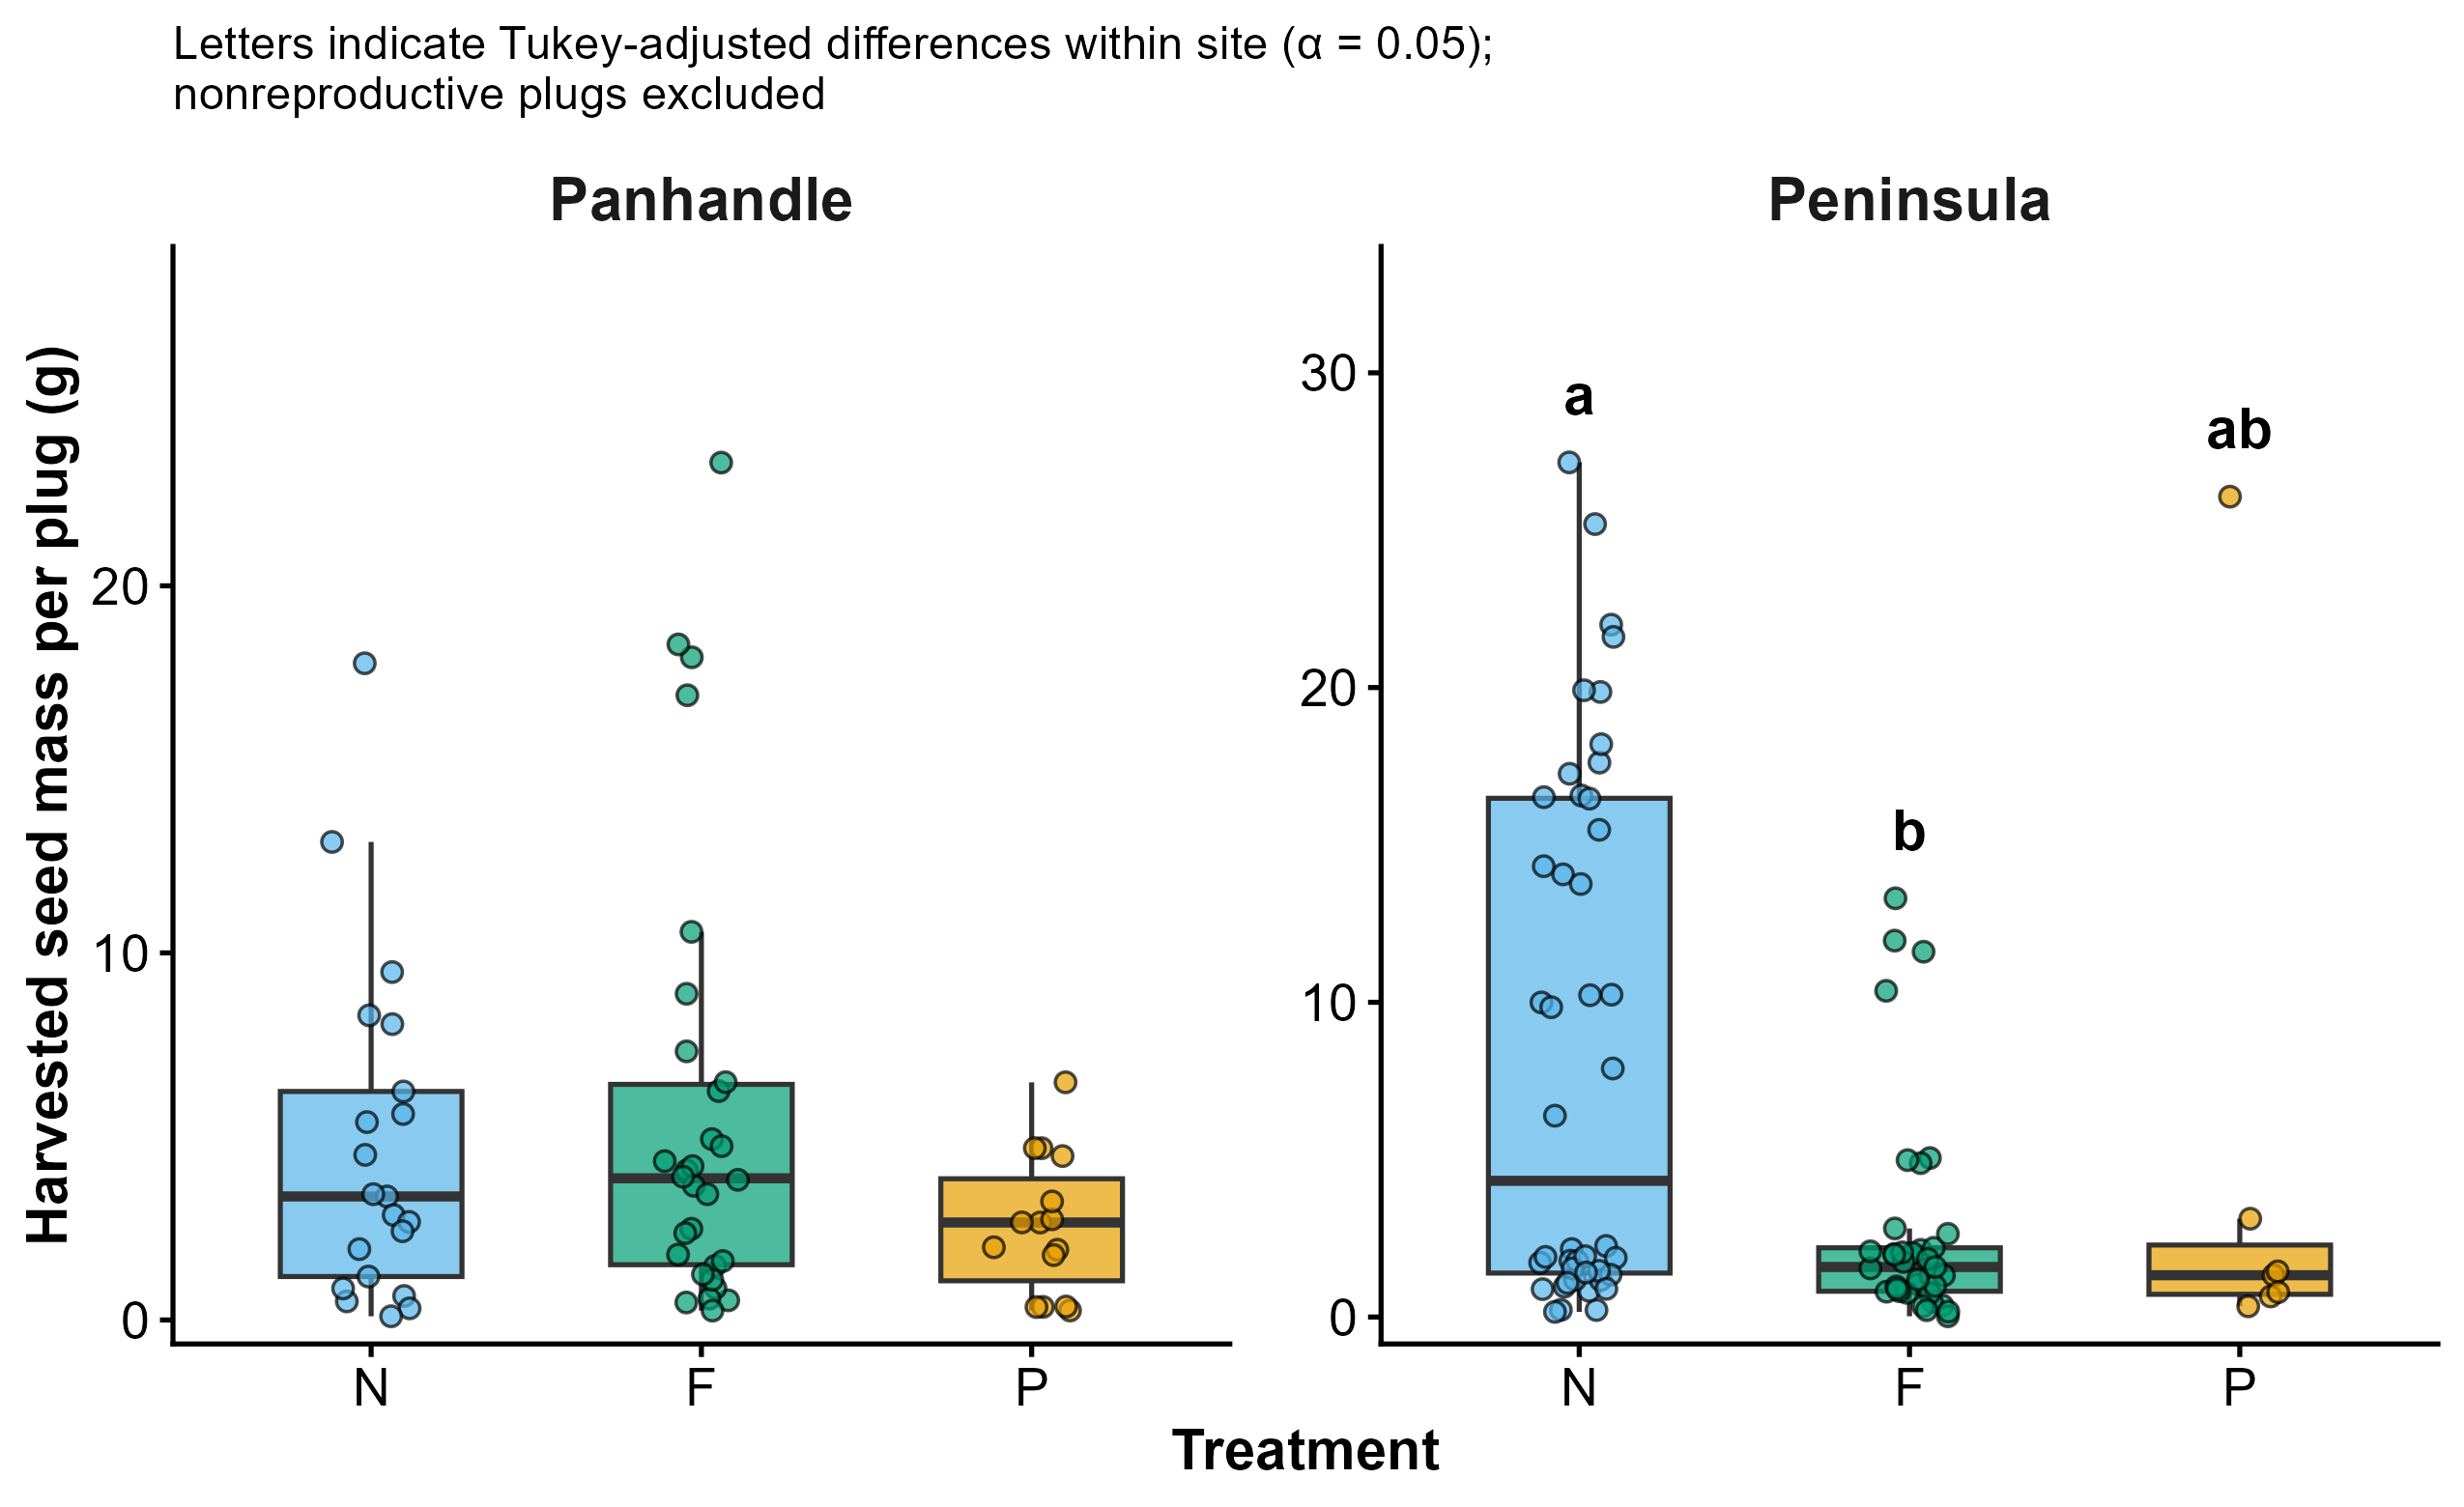 Letters indicate Tukey-adjusted differences within site (α = 0.05);
nonreproductive plugs excluded
Panhandle
Peninsula
Harvested seed mass per plug (g)
20
10
0
N
F
P
30
20
10
0
a
b
ab
N
F
P
Treatment